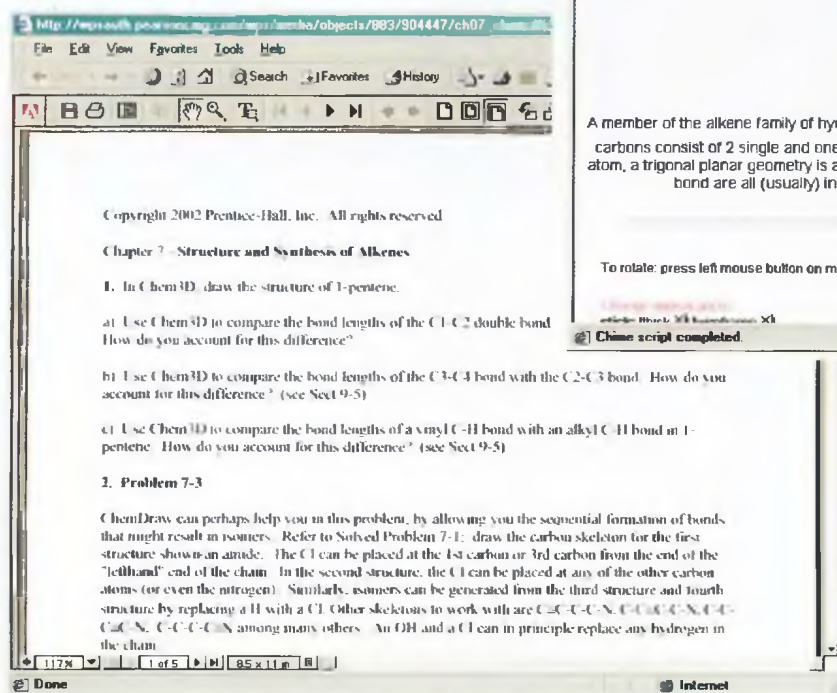 /objects/883/904447/ch07
File Edit View Favorites Tools Help
Search Favorites History
Copyright 2002 Prentice-Hall, Inc. All rights reserved
Chapter 7 - Structure and Synthesis of Alkenes
1. In Chem3D, draw the structure of 1-pentene.
a) Use Chem3D to compare the bond lengths of the C1-C2 double bond
How do you account for this difference?
b) Use Chem3D to compare the bond lengths of the C3-C4 bond with the C2-C3 bond. How do you
account for this difference? (see Sect 9-5)
c) Use Chem3D to compare the bond lengths of a vinyl C-H bond with an alkyl C-H bond in 1-
pentene. How do you account for this difference? (see Sect 9-5)
2. Problem 7-3
ChemDraw can perhaps help you in this problem, by allowing you the sequential formation of bonds
that might result in isomers. Refer to Solved Problem 7-1; draw the carbon skeleton for the first
structure shown-an amide. The Cl can be placed at the 1st carbon or 3rd carbon from the end of the
"lefthand" end of the chain. In the second structure, the Cl can be placed at any of the other carbon
atoms (or even the nitrogen). Similarly, isomers can be generated from the third structure and fourth
structure by replacing a H with a Cl. Other skeletons to work with are
among many others. An OH and a Cl can in principle replace any hydrogen in
the chain
117% 1 of 5 8.5 x 11 in
Done Internet
A member of the alkene family of
carbons consist of 2 single and one
atom, a trigonal planar geometry is
bond are all (usually) in
To rotate: press left mouse button on
Chime script completed.